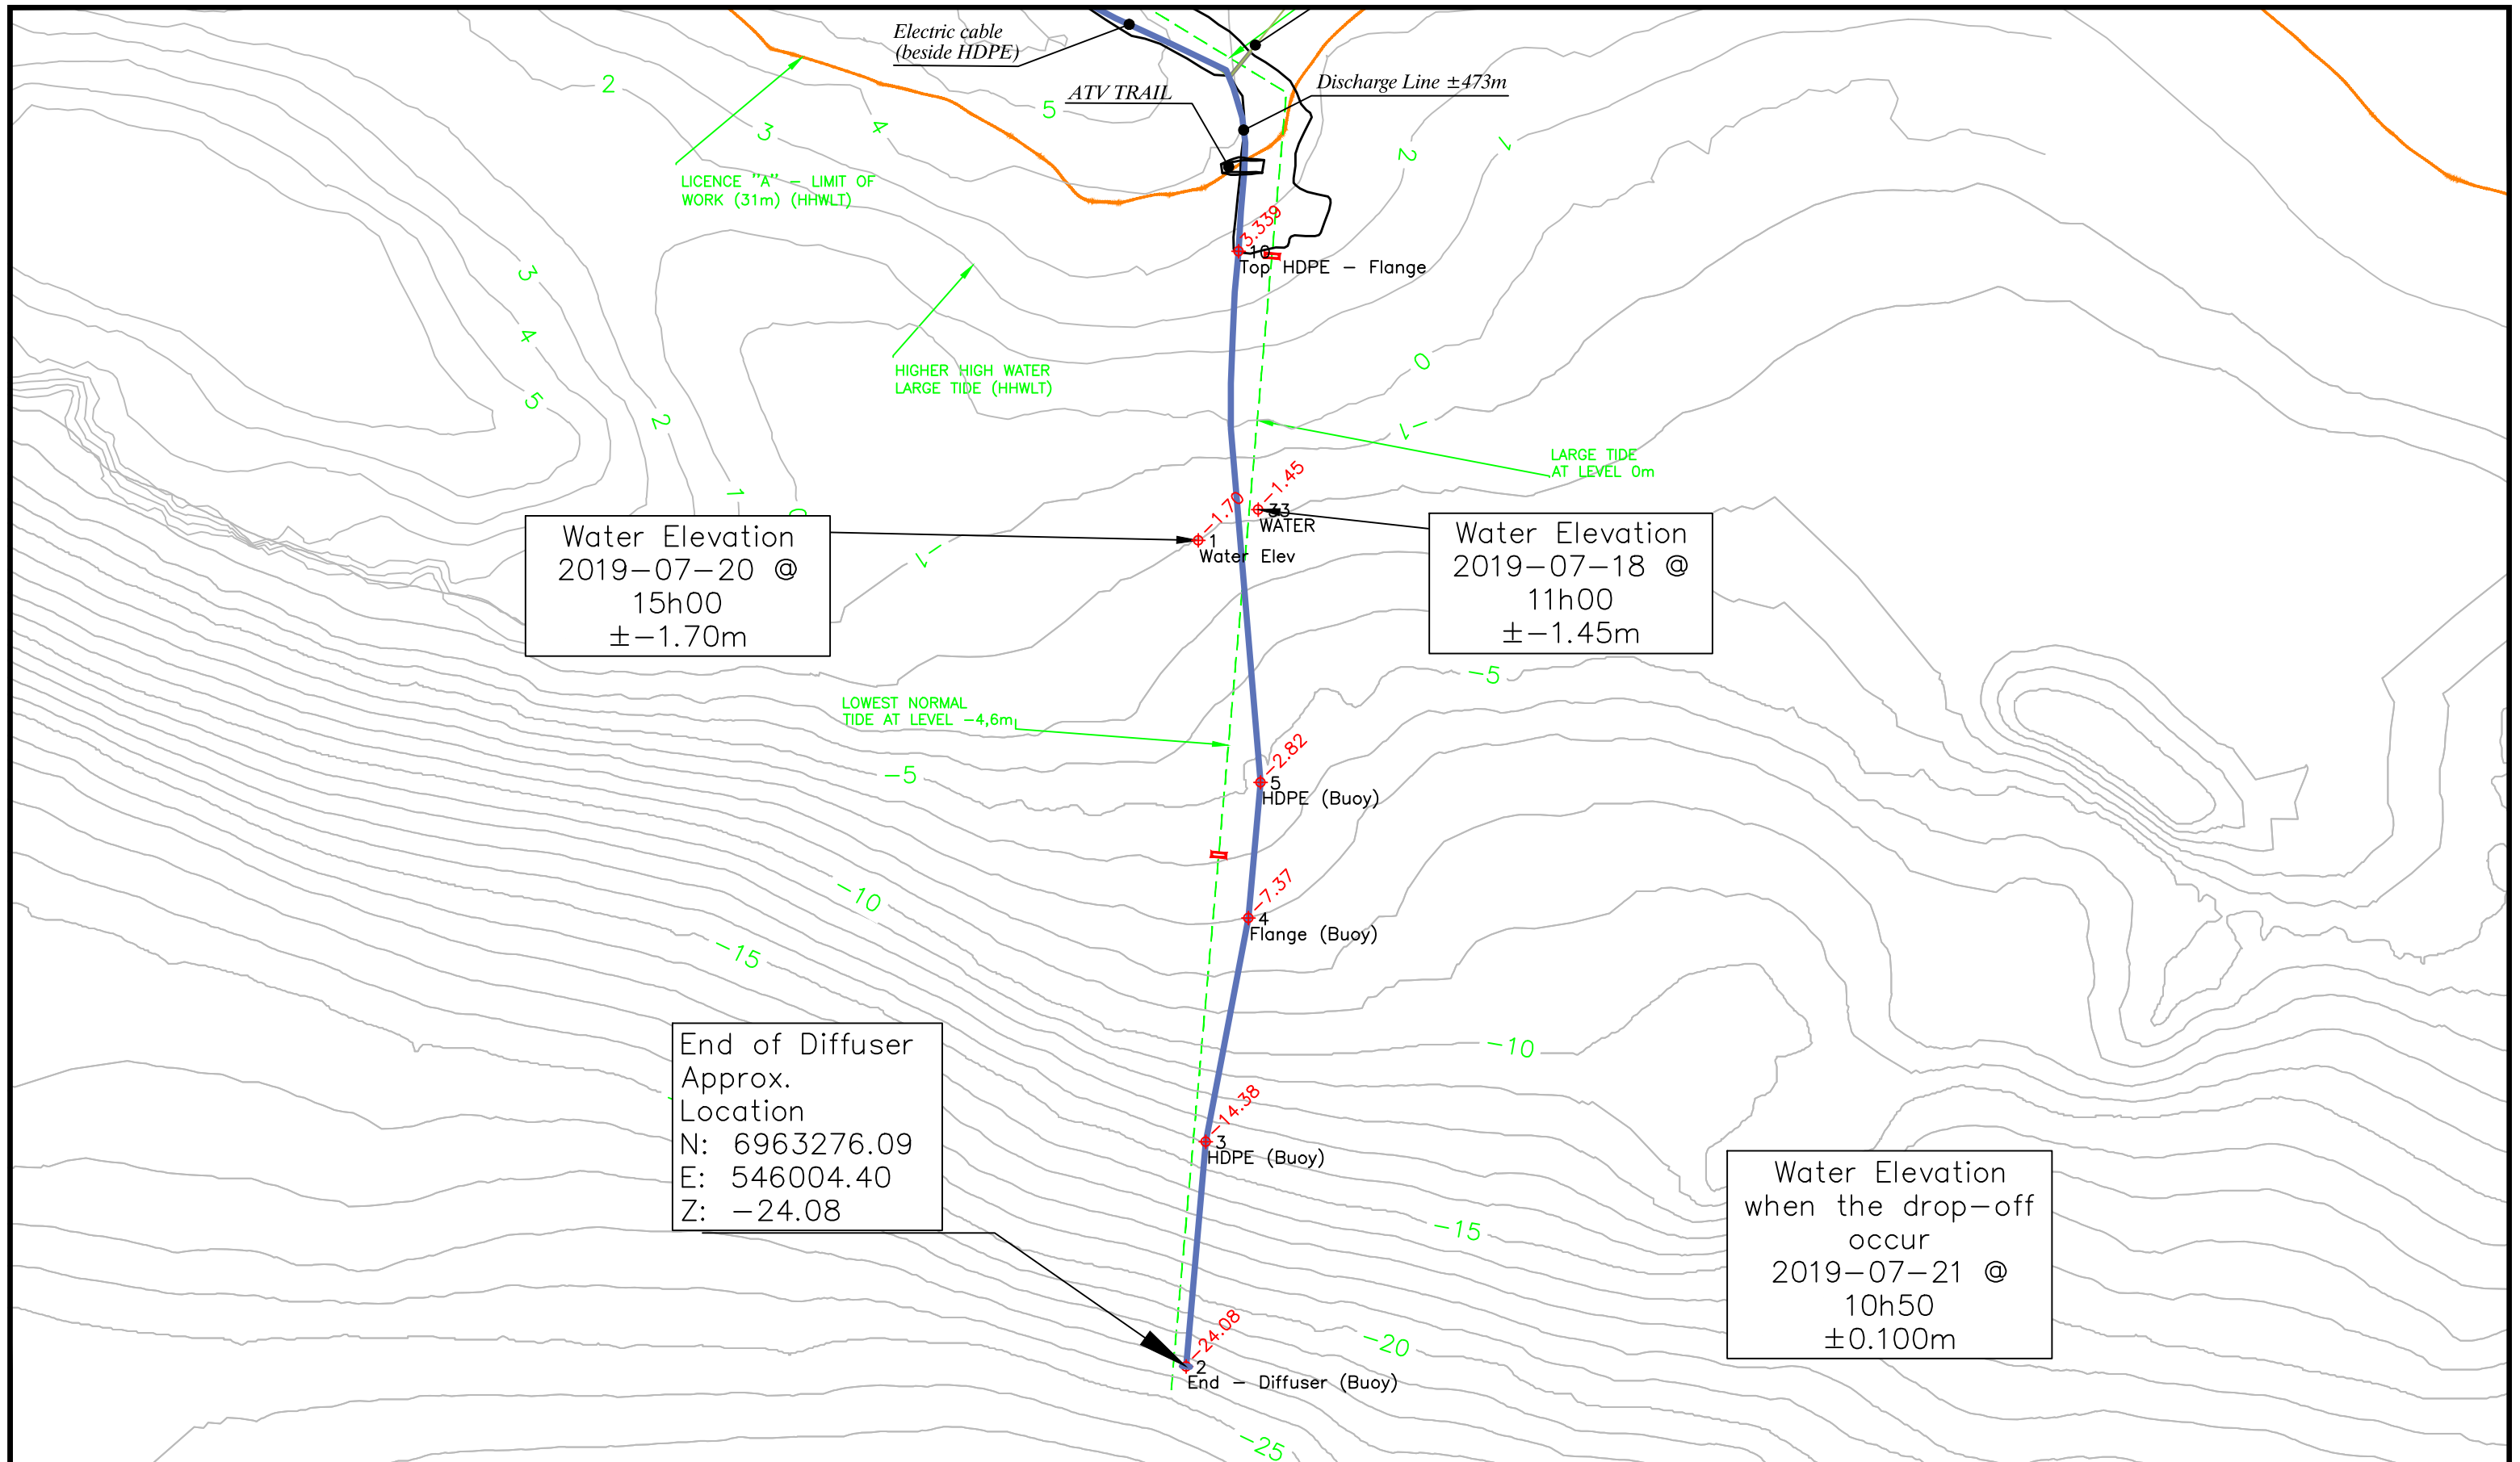 Electric cable
(beside HDPE)
ATV TRAIL
Discharge Line ±473m
2
3
4
5
2
1
LICENCE "A" – LIMIT OF
WORK (31m) (HHWLT)
3.339
10
Top HDPE – Flange
3
4
5
2
1
0
HIGHER HIGH WATER
LARGE TIDE (HHWLT)
0
-1
LARGE TIDE
AT LEVEL 0m
-1.45
33
WATER
-1.70
1
Water Elev
-1
Water Elevation
2019-07-20 @
15h00
±-1.70m
Water Elevation
2019-07-18 @
11h00
±-1.45m
-5
LOWEST NORMAL
TIDE AT LEVEL -4,6m
-5
-2.82
5
HDPE (Buoy)
-7.37
4
Flange (Buoy)
-10
-15
-10
End of Diffuser
Approx.
Location
N: 6963276.09
E: 546004.40
Z: -24.08
-14.38
3
HDPE (Buoy)
-15
Water Elevation
when the drop-off
occur
2019-07-21 @
10h50
±0.100m
-20
-24.08
2
End – Diffuser (Buoy)
-25